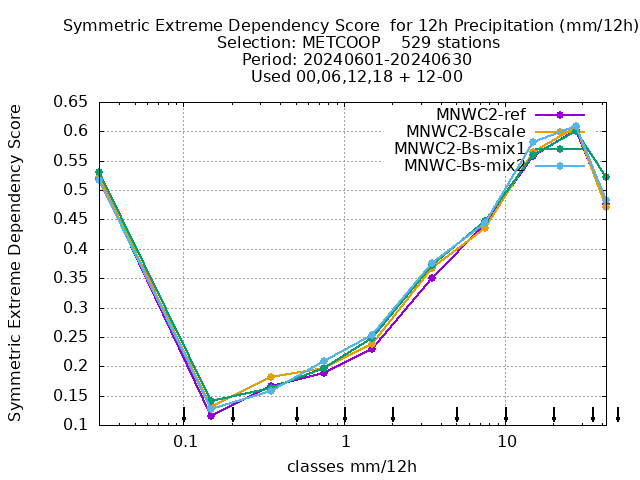 Symmetric Extreme Dependency Score  for 12h Precipitation (mm/12h)
Selection: METCOOP    529 stations
Period: 20240601-20240630
Used 00,06,12,18 + 12-00
Symmetric Extreme Dependency Score
0.65
0.6
0.55
0.5
0.45
0.4
0.35
0.3
0.25
0.2
0.15
0.1
MNWC2-ref
MNWC2-Bscale
MNWC2-Bs-mix1
MNWC-Bs-mix2
0.1 1 10
classes mm/12h